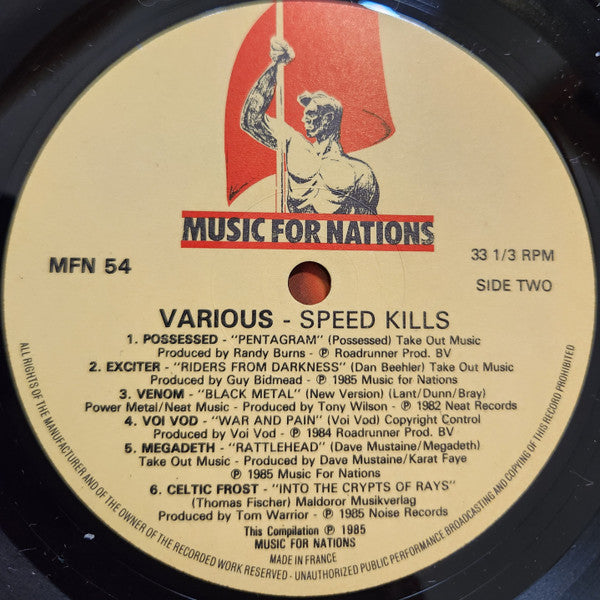 MUSIC FOR NATIONS
MFN 54
33 1/3 RPM
SIDE TWO
VARIOUS - SPEED KILLS
1. POSSESSED - "PENTAGRAM" (Possessed) Take Out Music
Produced by Randy Burns - ℗ Roadrunner Prod. BV
2. EXCITER - "RIDERS FROM DARKNESS" (Dan Beehler) Take Out Music
Produced by Guy Bidmead - ℗ 1985 Music for Nations
3. VENOM - "BLACK METAL" (New Version) (Lant/Dunn/Bray)
Power Metal/Neat Music - Produced by Tony Wilson - ℗ 1982 Neat Records
4. VOI VOD - "WAR AND PAIN" (Voi Vod) Copyright Control
Produced by Voi Vod - ℗ 1984 Roadrunner Prod. BV
5. MEGADETH - "RATTLEHEAD" (Dave Mustaine/Megadeth)
Take Out Music - Produced by Dave Mustaine/Karat Faye
℗ 1985 Music For Nations
6. CELTIC FROST - "INTO THE CRYPTS OF RAYS"
(Thomas Fischer) Maldoror Musikverlag
Produced by Tom Warrior - ℗ 1985 Noise Records
This Compilation ℗ 1985
MUSIC FOR NATIONS
MADE IN FRANCE
ALL RIGHTS OF THE MANUFACTURER AND OF THE OWNER OF THE RECORDED WORK RESERVED - UNAUTHORIZED PUBLIC PERFORMANCE BROADCASTING AND COPYING OF THIS RECORD PROHIBITED